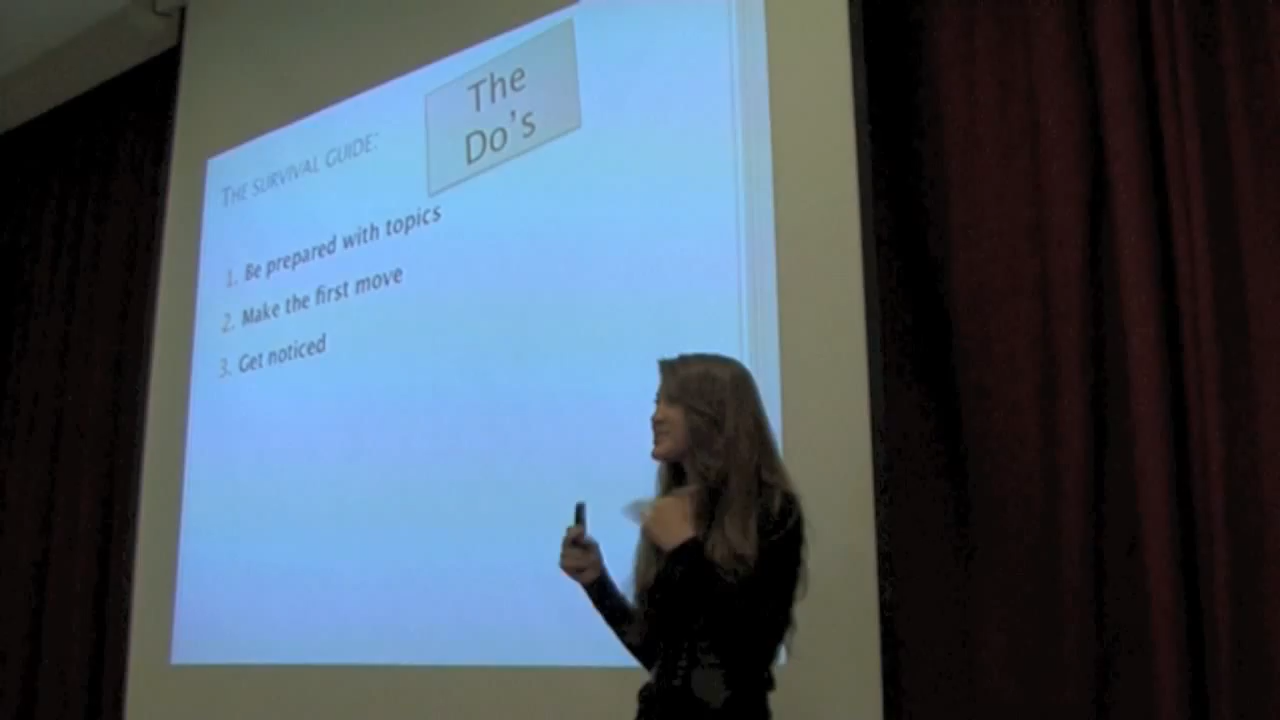 The
Do's
THE SURVIVAL GUIDE:
1. Be prepared with topics
2. Make the first move
3. Get noticed